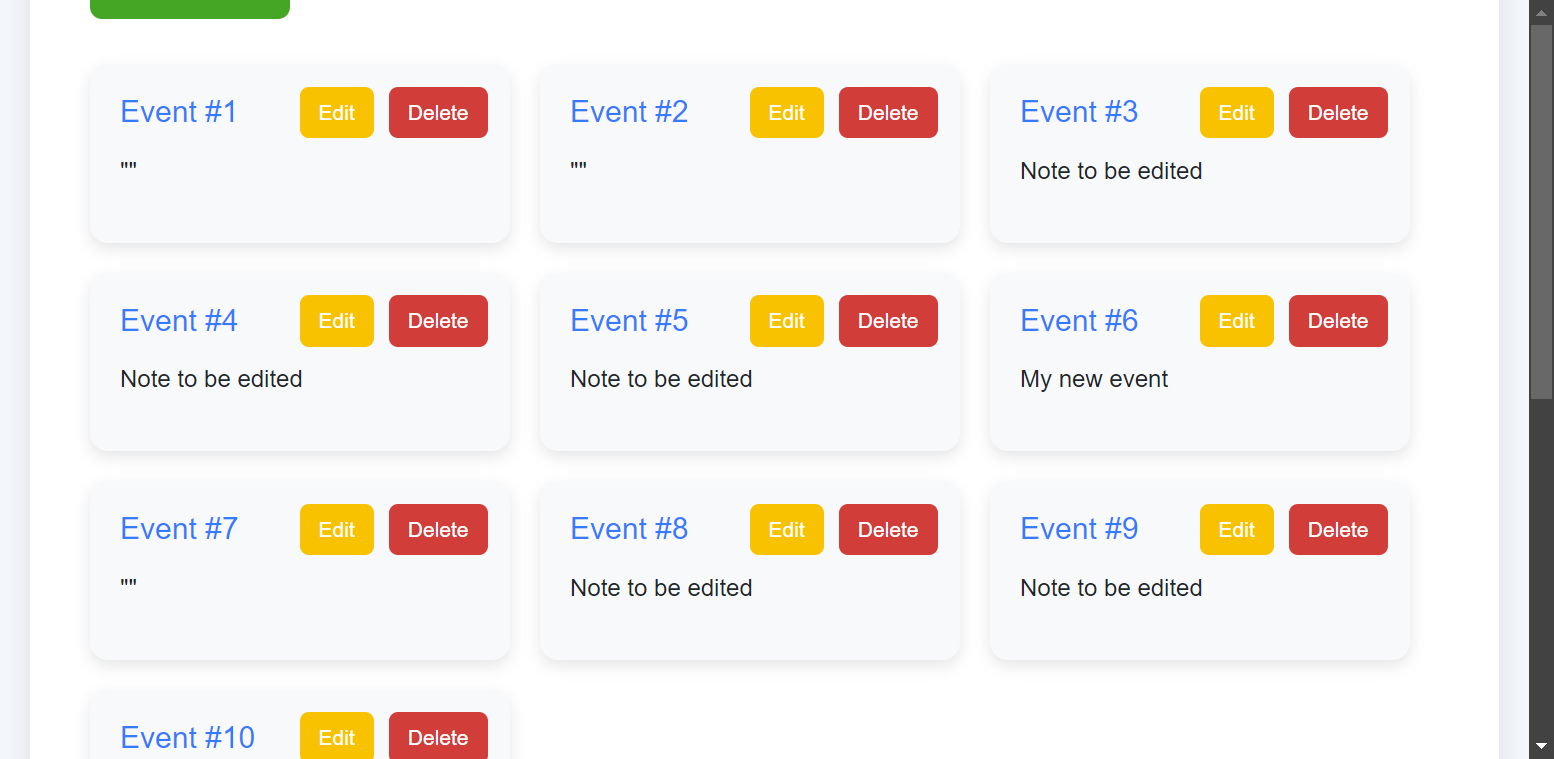 Event #1 Edit Delete
""
Event #2 Edit Delete
""
Event #3 Edit Delete
Note to be edited
Event #4 Edit Delete
Note to be edited
Event #5 Edit Delete
Note to be edited
Event #6 Edit Delete
My new event
Event #7 Edit Delete
""
Event #8 Edit Delete
Note to be edited
Event #9 Edit Delete
Note to be edited
Event #10 Edit Delete